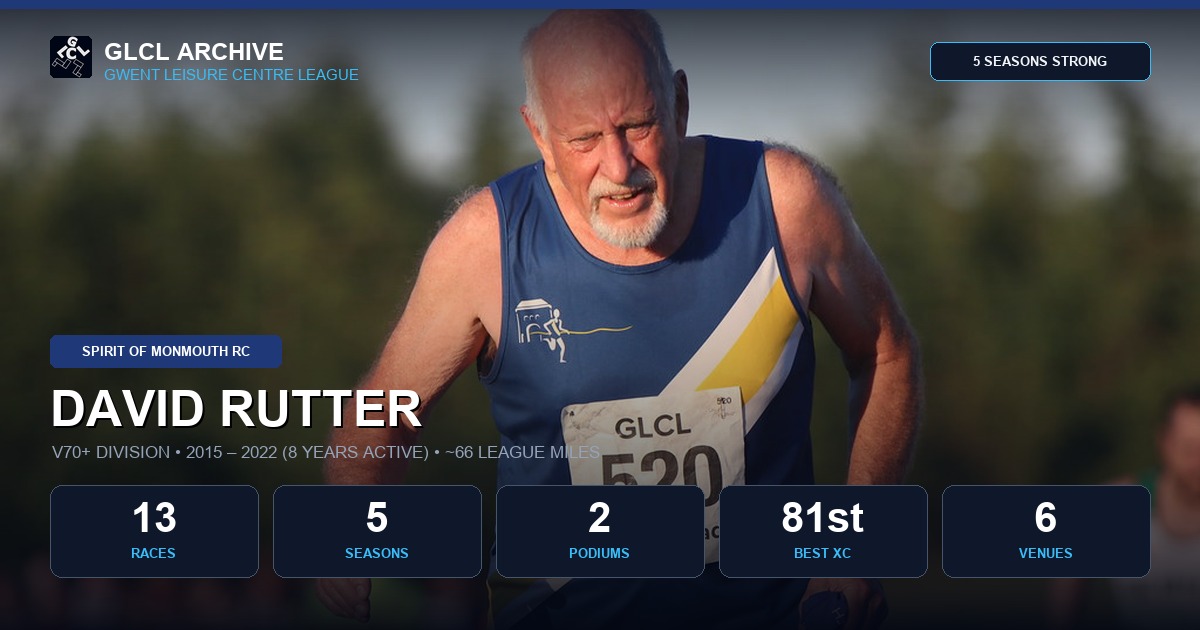 GLCL ARCHIVE
GWENT LEISURE CENTRE LEAGUE
5 SEASONS STRONG
SPIRIT OF MONMOUTH RC
DAVID RUTTER
V70+ DIVISION • 2015 – 2022 (8 YEARS ACTIVE) • ~66 LEAGUE MILES
GLCL
520
520
13
RACES
5
SEASONS
2
PODIUMS
81st
BEST XC
6
VENUES